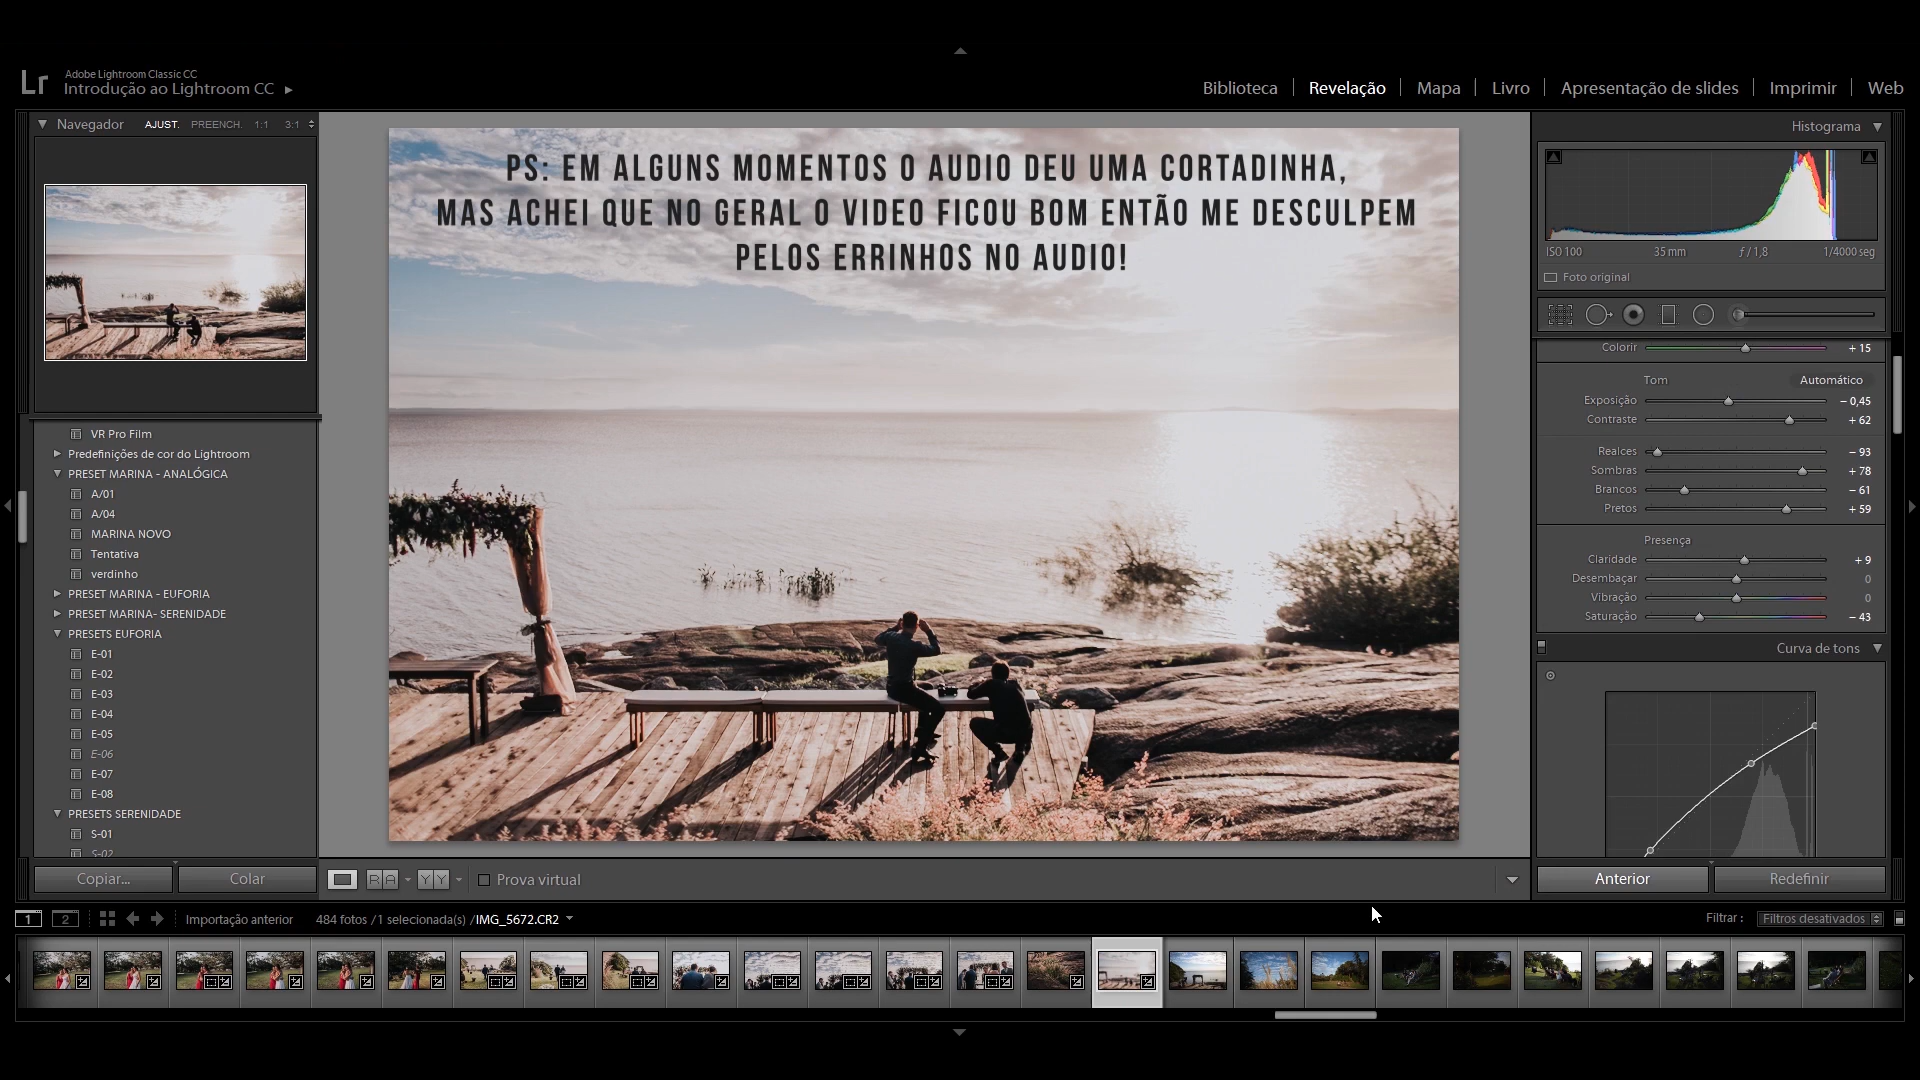 Lr
Adobe Lightroom Classic CC
Introdução ao Lightroom CC
Biblioteca
Revelação
Mapa
Livro
Apresentação de slides
Imprimir
Web
Navegador
AJUST.
PREENCH.
1:1
3:1
VR Pro Film
Predefinições de cor do Lightroom
PRESET MARINA - ANALÓGICA
A/01
A/04
MARINA NOVO
Tentativa
verdinho
PRESET MARINA - EUFORIA
PRESET MARINA- SERENIDADE
PRESETS EUFORIA
E-01
E-02
E-03
E-04
E-05
E-06
E-07
E-08
PRESETS SERENIDADE
S-01
S-02
Copiar...
Colar
PS: EM ALGUNS MOMENTOS O AUDIO DEU UMA CORTADINHA,
MAS ACHEI QUE NO GERAL O VIDEO FICOU BOM ENTÃO ME DESCULPEM
PELOS ERRINHOS NO AUDIO!
R A
Y Y
Prova virtual
Histograma
ISO 100
35 mm
ƒ / 1,8
1/4000 seg
Foto original
Colorir + 15
Tom
Automático
Exposição − 0,45
Contraste + 62
Realces − 93
Sombras + 78
Brancos − 61
Pretos + 59
Presença
Claridade + 9
Desembaçar 0
Vibração 0
Saturação − 43
Curva de tons
Anterior
Redefinir
1
2
Importação anterior
484 fotos /1 selecionada(s) /IMG_5672.CR2
Filtrar :
Filtros desativados